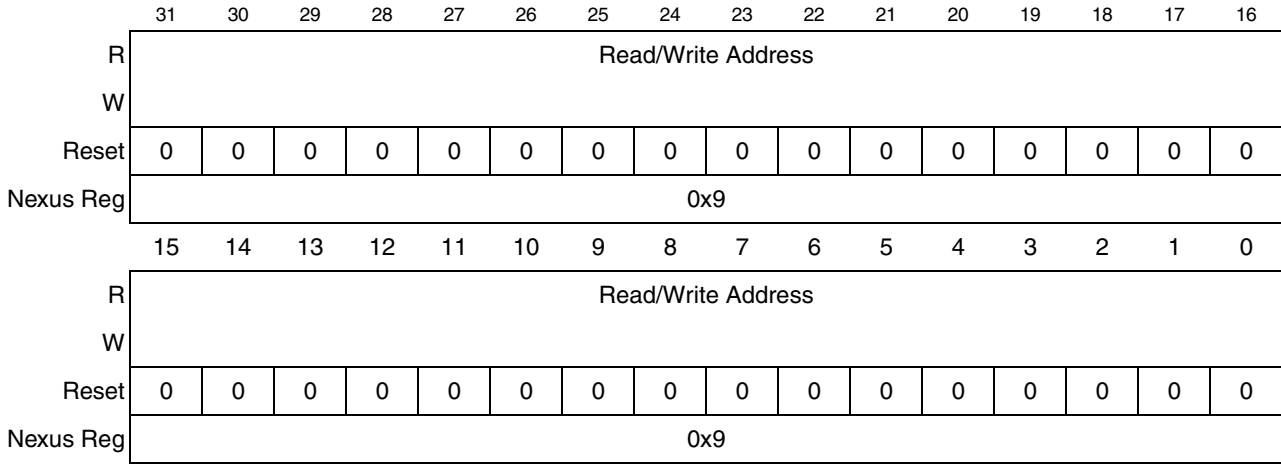 31 30 29 28 27 26 25 24 23 22 21 20 19 18 17 16
R Read/Write Address
W
Reset 0 0 0 0 0 0 0 0 0 0 0 0 0 0 0 0
Nexus Reg 0x9
15 14 13 12 11 10 9 8 7 6 5 4 3 2 1 0
R Read/Write Address
W
Reset 0 0 0 0 0 0 0 0 0 0 0 0 0 0 0 0
Nexus Reg 0x9